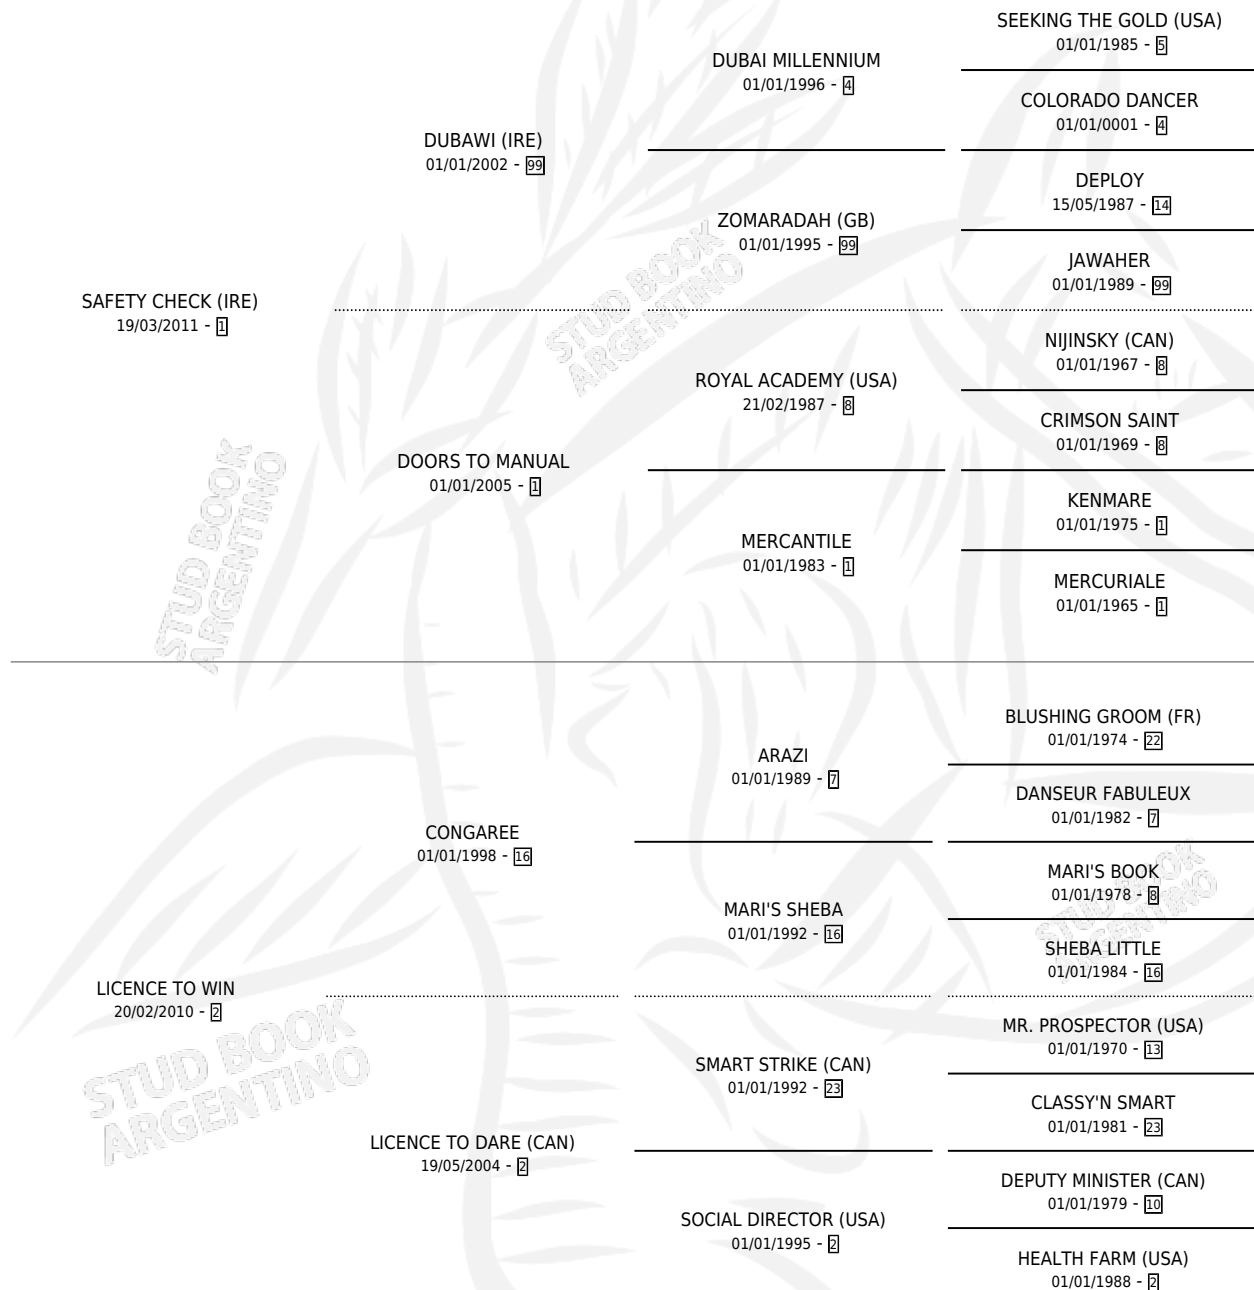 SEEKING THE GOLD (USA)
01/01/1985 - 5
DUBAI MILLENNIUM
01/01/1996 - 4
COLORADO DANCER
01/01/0001 - 4
DUBAWI (IRE)
01/01/2002 - 99
DEPLOY
15/05/1987 - 14
ZOMARADAH (GB)
01/01/1995 - 99
JAWAHER
01/01/1989 - 99
SAFETY CHECK (IRE)
19/03/2011 - 1
STUD BOOK
ARGENTINO
NIJINSKY (CAN)
01/01/1967 - 8
ROYAL ACADEMY (USA)
21/02/1987 - 8
CRIMSON SAINT
01/01/1969 - 8
DOORS TO MANUAL
01/01/2005 - 1
KENMARE
01/01/1975 - 1
MERCANTILE
01/01/1983 - 1
MERCURIALE
01/01/1965 - 1
STUD BOOK
ARGENTINO
BLUSHING GROOM (FR)
01/01/1974 - 22
ARAZI
01/01/1989 - 7
DANSEUR FABULEUX
01/01/1982 - 7
CONGAREE
01/01/1998 - 16
MARI'S BOOK
01/01/1978 - 8
MARI'S SHEBA
01/01/1992 - 16
STUD BOOK
ARGENTINO
SHEBA LITTLE
01/01/1984 - 16
LICENCE TO WIN
20/02/2010 - 2
MR. PROSPECTOR (USA)
01/01/1970 - 13
SMART STRIKE (CAN)
01/01/1992 - 23
STUD BOOK
ARGENTINO
CLASSY'N SMART
01/01/1981 - 23
LICENCE TO DARE (CAN)
19/05/2004 - 2
DEPUTY MINISTER (CAN)
01/01/1979 - 10
SOCIAL DIRECTOR (USA)
01/01/1995 - 2
HEALTH FARM (USA)
01/01/1988 - 2